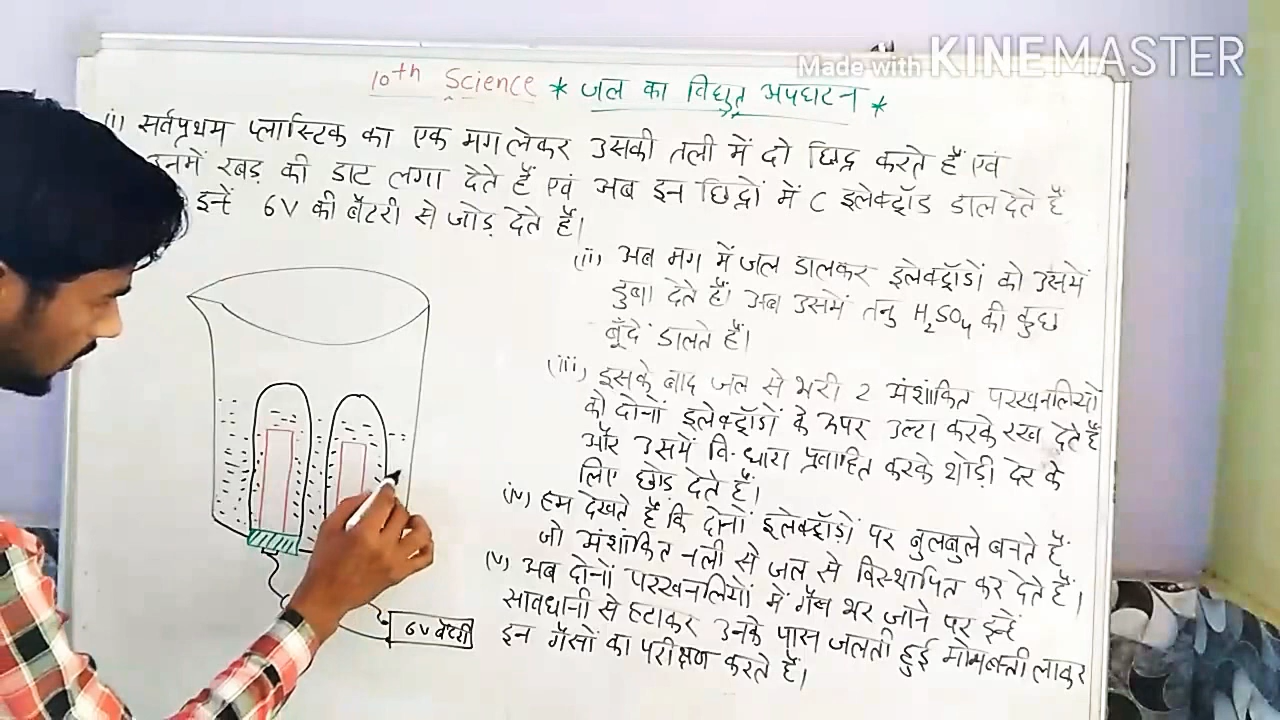 Made with KINEMASTER
10th Science * जल का विद्युत अपघटन *
(i) सर्वप्रथम प्लास्टिक का एक मग लेकर उसकी तली में दो छिद्र करते हैं एवं
उनमें रबड़ की डाट लगा देते हैं एवं अब इन छिद्रों में C इलेक्ट्रॉड डाल देते हैं
इन्हें 6V की बैटरी से जोड़ देते हैं।
(ii) अब मग में जल डालकर इलेक्ट्रॉडों को उसमें
डुबा देते हैं। अब उसमें तनु H2SO4 की कुछ
बूँदें डालते हैं।
(iii) इसके बाद जल से भरी 2 मंशांकित परखनलियों
को दोनों इलेक्ट्रॉडों के ऊपर उल्टा करके रख देते हैं
और उसमें वि. धारा प्रवाहित करके थोड़ी देर के
लिए छोड़ देते हैं।
(iv) हम देखते हैं कि दोनों इलेक्ट्रॉडों पर बुलबुले बनते हैं
जो मंशांकित नली से जल से विस्थापित कर देते हैं।
(v) अब दोनों परखनलियों में गैस भर जाने पर इन्हें
सावधानी से हटाकर उनके पास जलती हुई मोमबत्ती लाकर
इन गैसों का परीक्षण करते हैं।
6V बैटरी